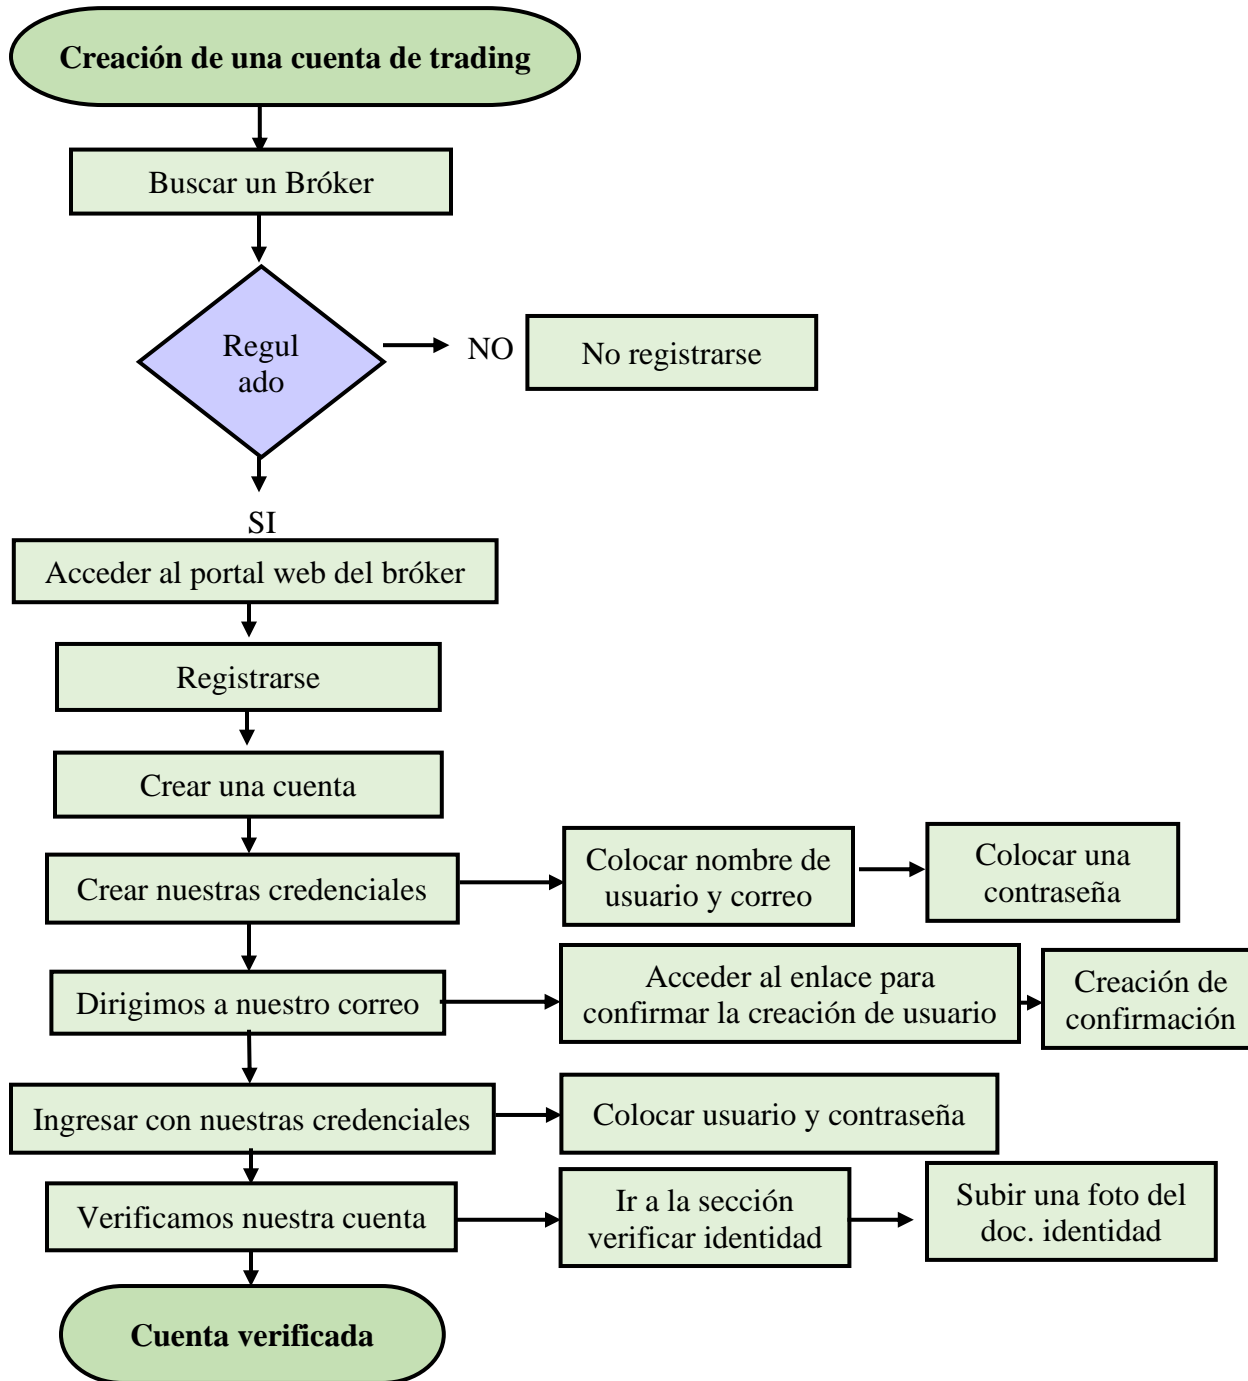 Creación de una cuenta de trading
Buscar un Bróker
Regul
ado
NO
No registrarse
SI
Acceder al portal web del bróker
Registrarse
Crear una cuenta
Crear nuestras credenciales
Colocar nombre de
usuario y correo
Colocar una
contraseña
Dirigimos a nuestro correo
Acceder al enlace para
confirmar la creación de usuario
Creación de
confirmación
Ingresar con nuestras credenciales
Colocar usuario y contraseña
Verificamos nuestra cuenta
Ir a la sección
verificar identidad
Subir una foto del
doc. identidad
Cuenta verificada